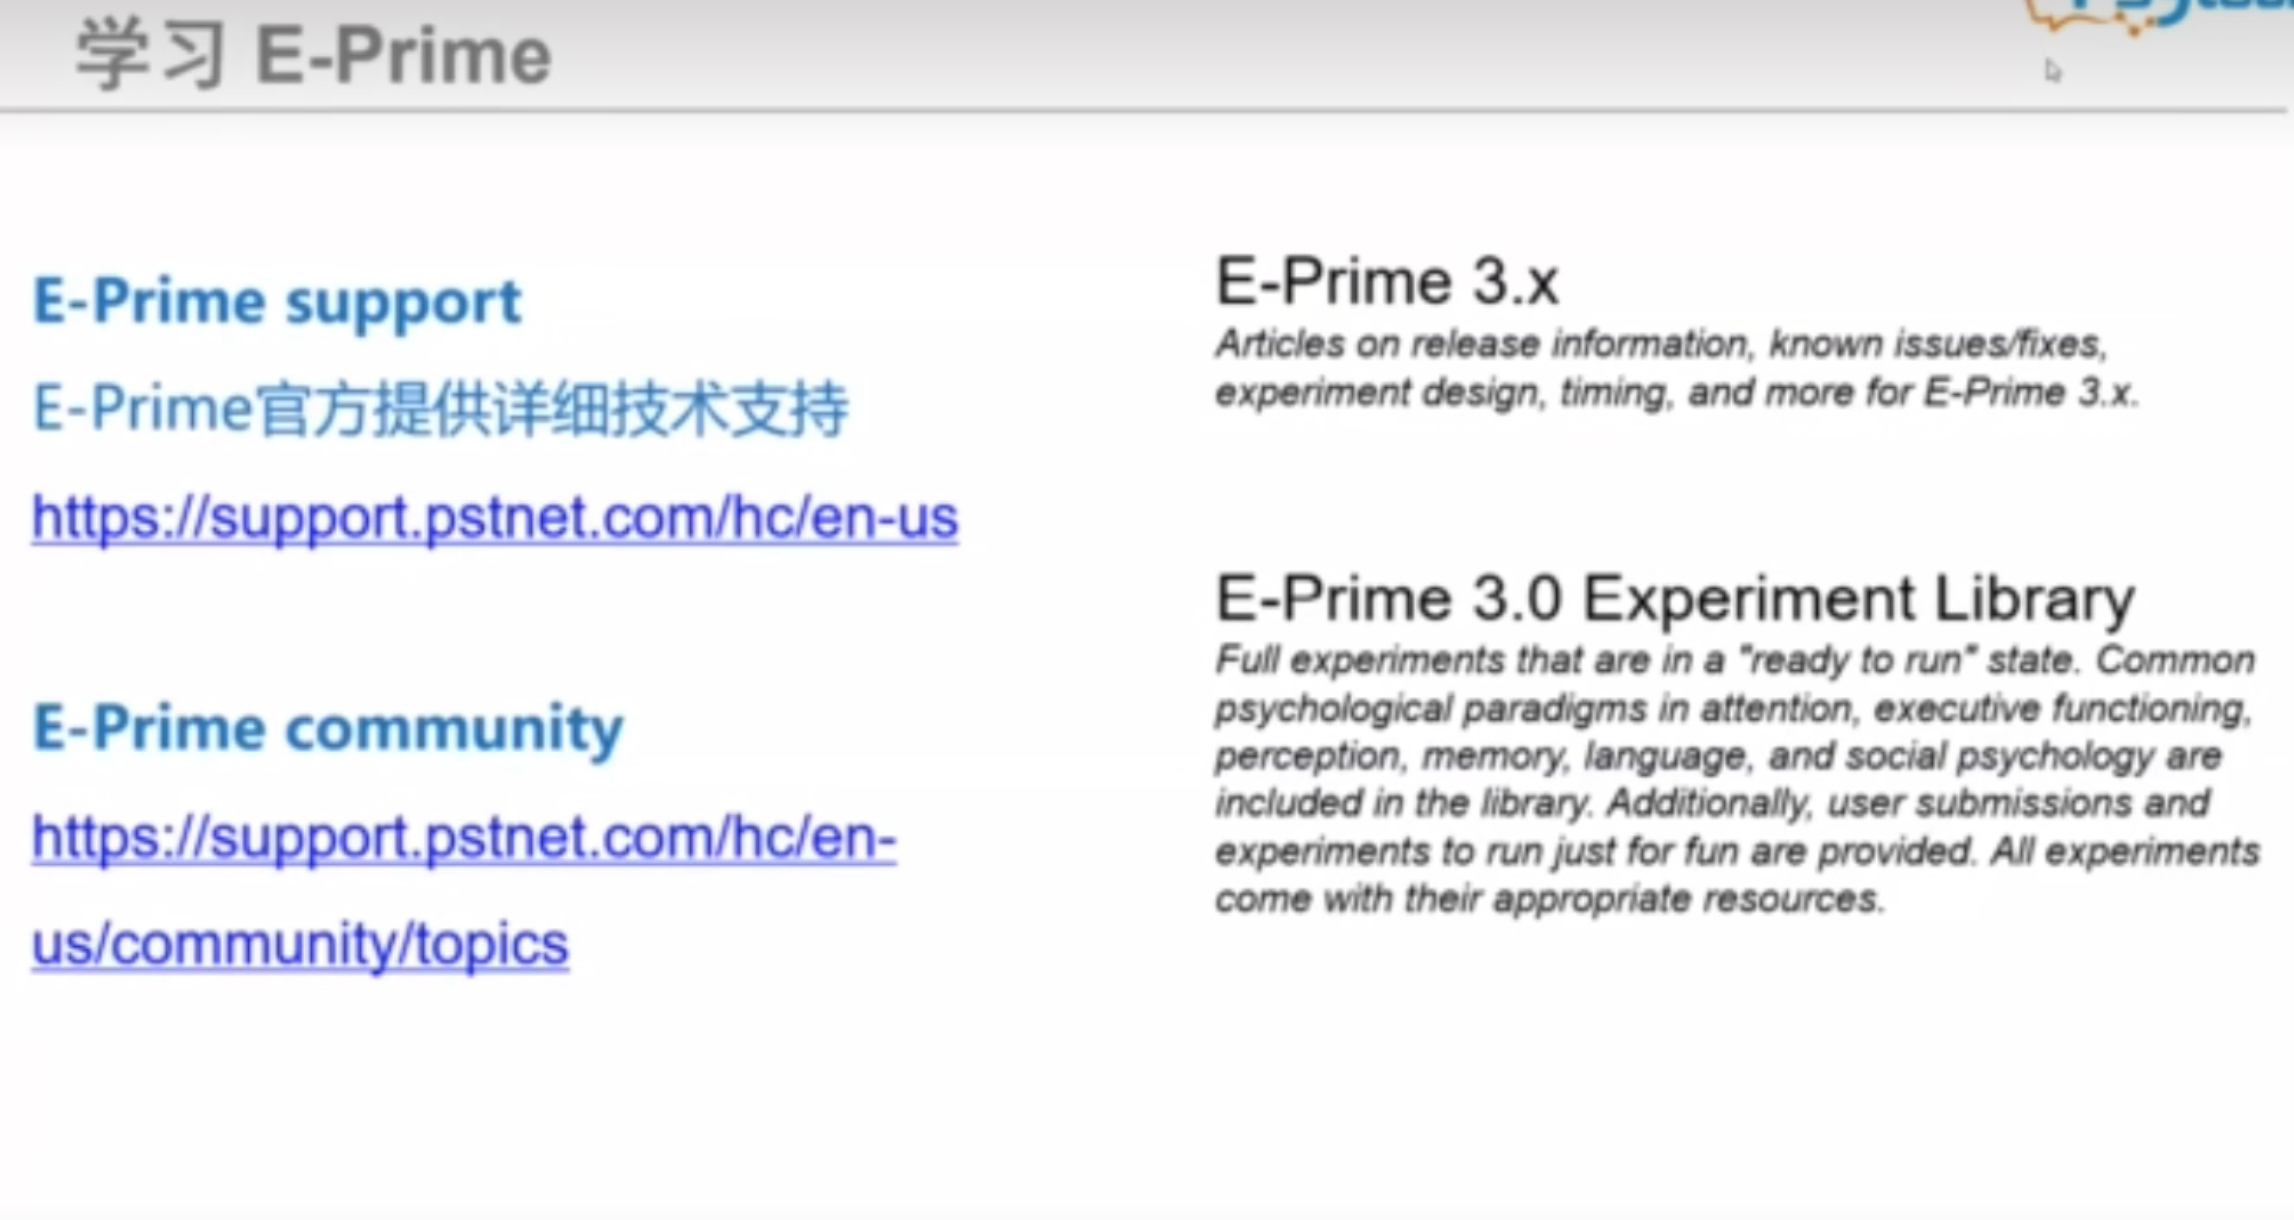 学习 E-Prime
E-Prime support
E-Prime官方提供详细技术支持
https://support.pstnet.com/hc/en-us
E-Prime community
https://support.pstnet.com/hc/en-
us/community/topics
E-Prime 3.x
Articles on release information, known issues/fixes,
experiment design, timing, and more for E-Prime 3.x.
E-Prime 3.0 Experiment Library
Full experiments that are in a "ready to run" state. Common
psychological paradigms in attention, executive functioning,
perception, memory, language, and social psychology are
included in the library. Additionally, user submissions and
experiments to run just for fun are provided. All experiments
come with their appropriate resources.